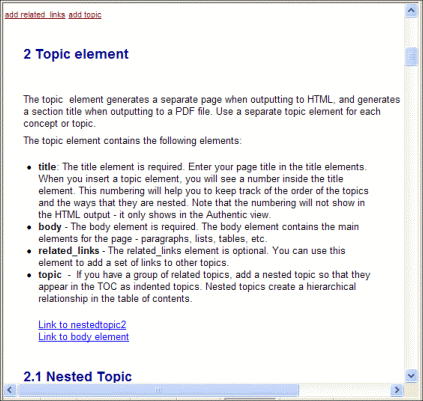 add related_links add topic
2 Topic element
The topic element generates a separate page when outputting to HTML, and generates
a section title when outputting to a PDF file. Use a separate topic element for each
concept or topic.
The topic element contains the following elements:
• title: The title element is required. Enter your page title in the title elements.
When you insert a topic element, you will see a number inside the title
element. This numbering will help you to keep track of the order of the topics
and the ways that they are nested. Note that the numbering will not show in
the HTML output - it only shows in the Authentic view.
• body - The body element is required. The body element contains the main
elements for the page - paragraphs, lists, tables, etc.
• related_links - The related_links element is optional. You can use this
element to add a set of links to other topics.
• topic - If you have a group of related topics, add a nested topic so that they
appear in the TOC as indented topics. Nested topics create a hierarchical
relationship in the table of contents.
Link to nestedtopic2
Link to body element
2.1 Nested Topic